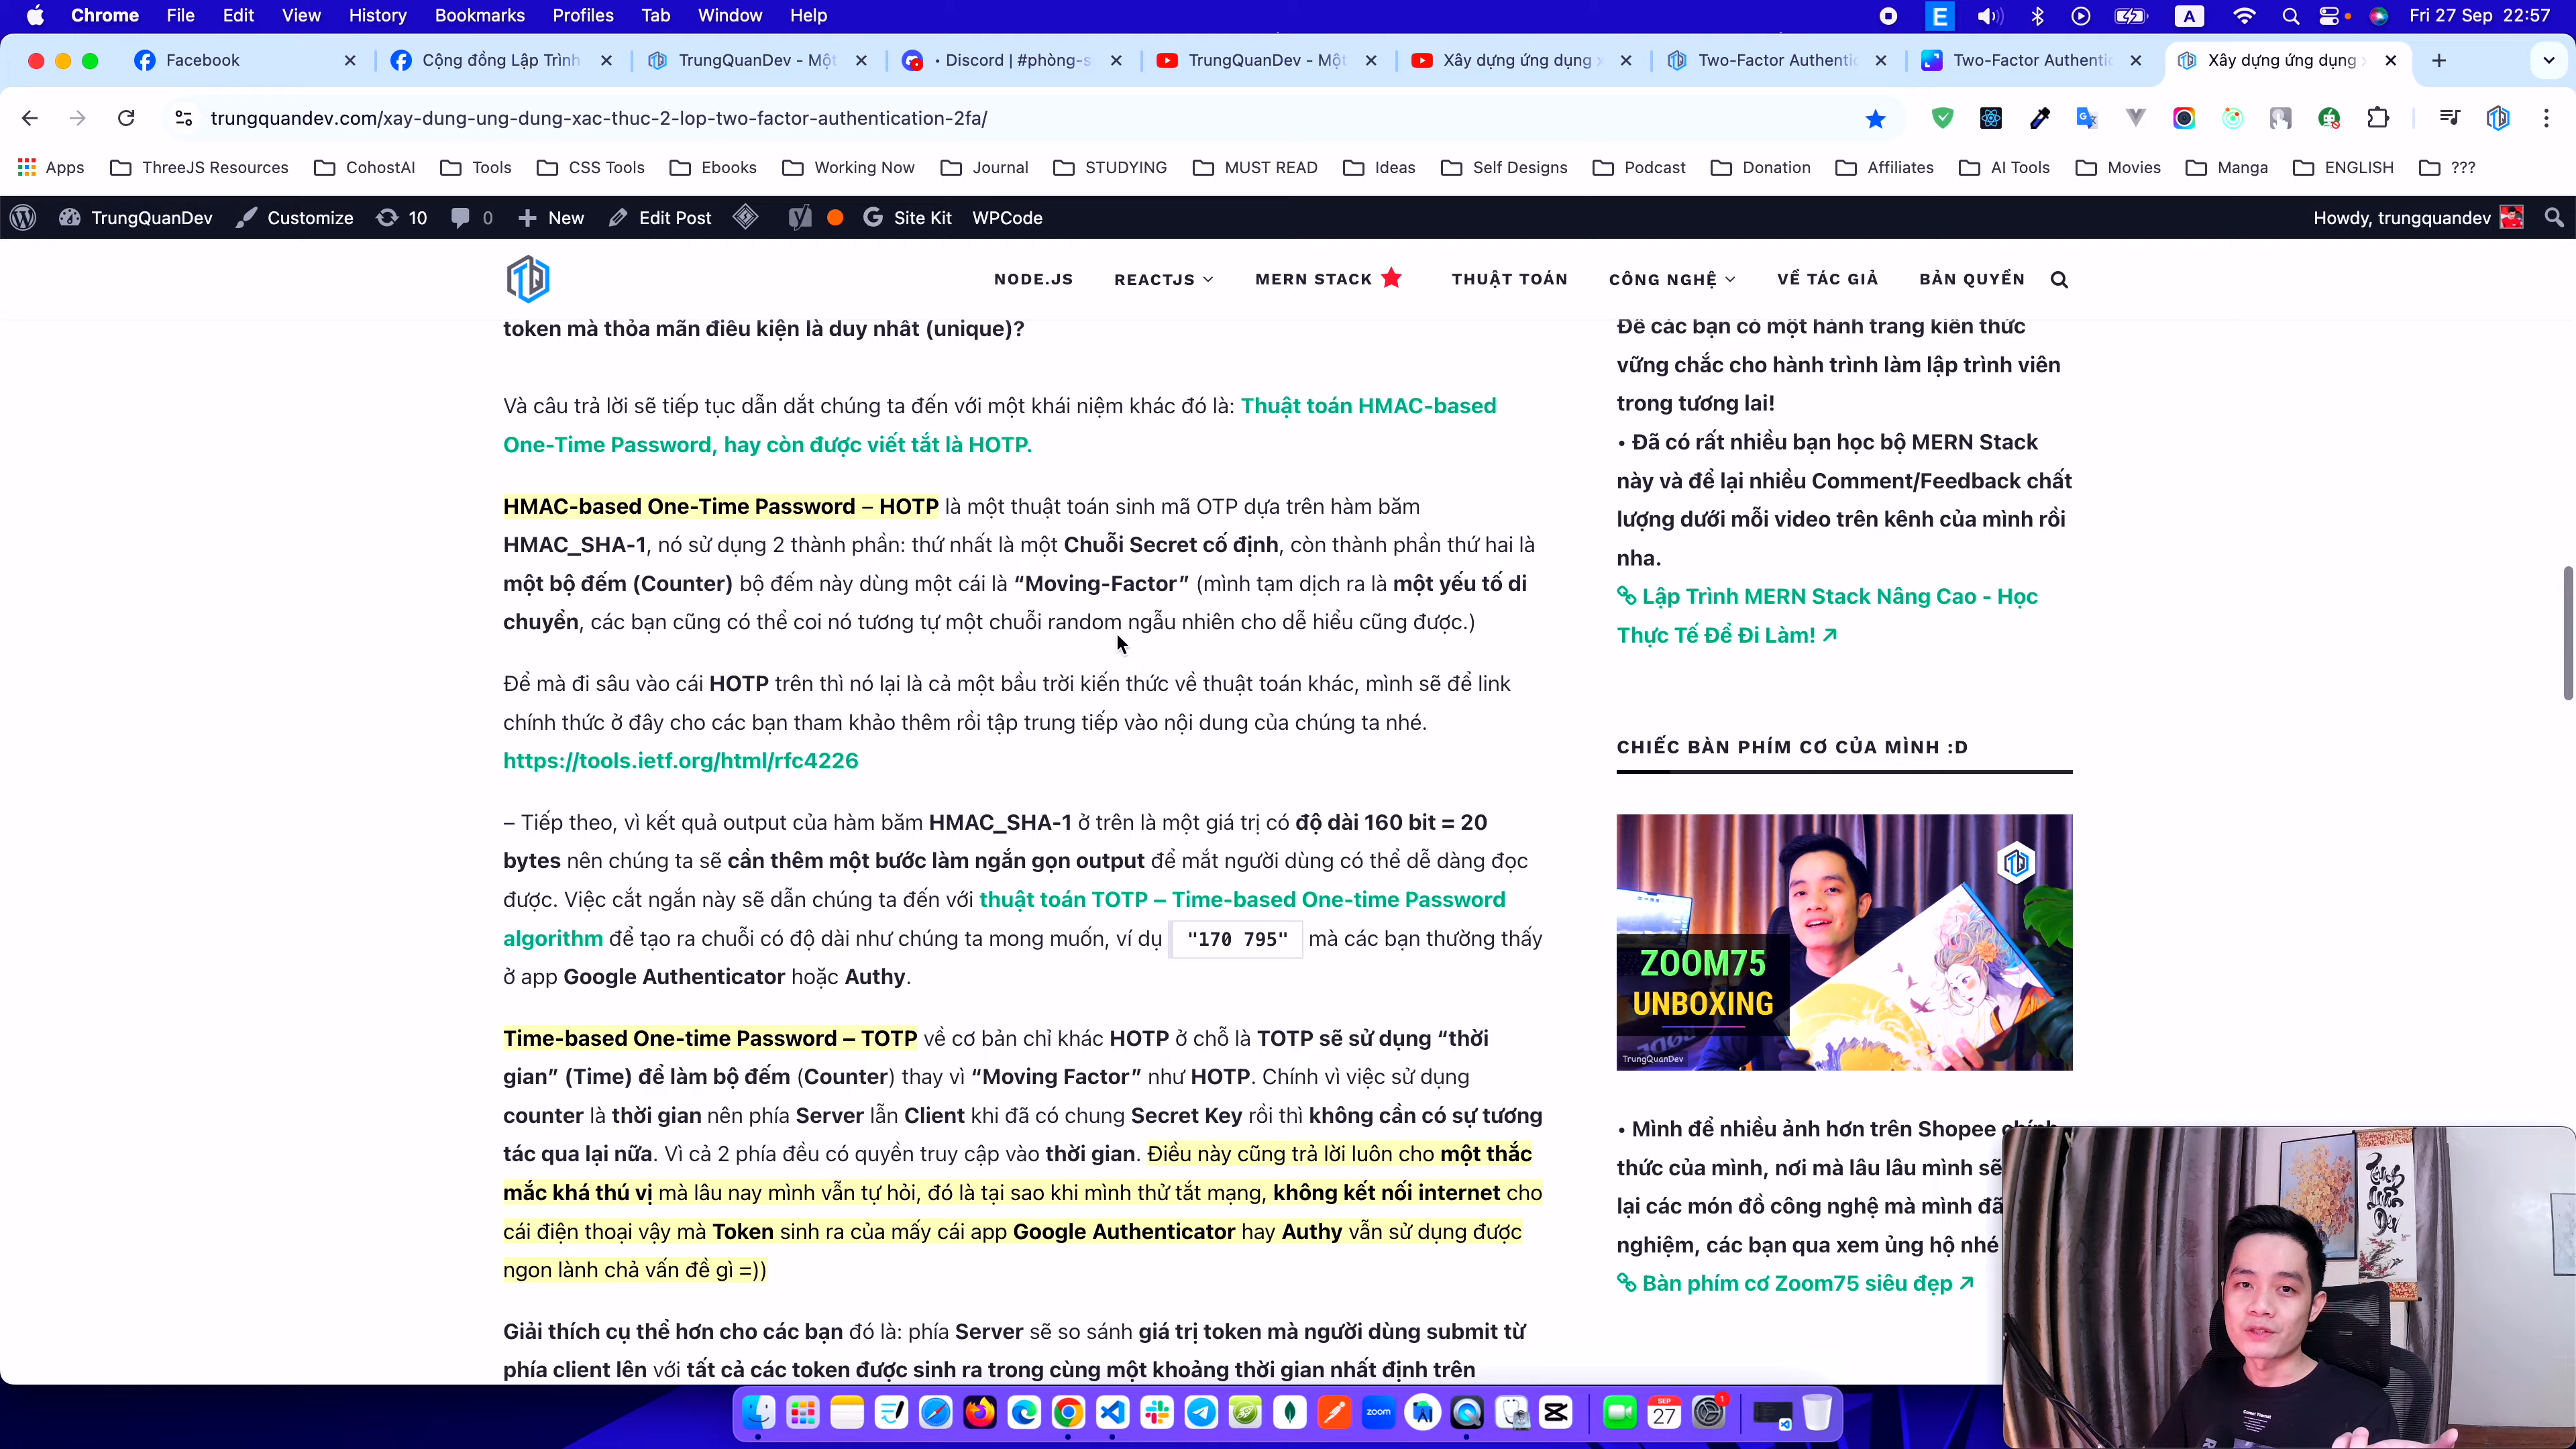 Chrome File Edit View History Bookmarks Profiles Tab Window Help
E A Fri 27 Sep 22:57
Facebook
Cộng đồng Lập Trình
TrungQuanDev - Một
• Discord | #phòng-s
TrungQuanDev - Một
Xây dựng ứng dụng x
Two-Factor Authentic
Two-Factor Authenti
Xây dựng ứng dụng x
trungquandev.com/xay-dung-ung-dung-xac-thuc-2-lop-two-factor-authentication-2fa/
Apps ThreeJS Resources CohostAI Tools CSS Tools Ebooks Working Now Journal STUDYING MUST READ Ideas Self Designs Podcast Donation Affiliates AI Tools Movies Manga ENGLISH ???
TrungQuanDev Customize 10 0 New Edit Post Site Kit WPCode Howdy, trungquandev
NODE.JS REACTJS MERN STACK THUẬT TOÁN CÔNG NGHỆ VỀ TÁC GIẢ BẢN QUYỀN
token mà thỏa mãn điều kiện là duy nhất (unique)?
Và câu trả lời sẽ tiếp tục dẫn dắt chúng ta đến với một khái niệm khác đó là: Thuật toán HMAC-based
One-Time Password, hay còn được viết tắt là HOTP.
HMAC-based One-Time Password – HOTP là một thuật toán sinh mã OTP dựa trên hàm băm
HMAC_SHA-1, nó sử dụng 2 thành phần: thứ nhất là một Chuỗi Secret cố định, còn thành phần thứ hai là
một bộ đếm (Counter) bộ đếm này dùng một cái là “Moving-Factor” (mình tạm dịch ra là một yếu tố di
chuyển, các bạn cũng có thể coi nó tương tự một chuỗi random ngẫu nhiên cho dễ hiểu cũng được.)
Để mà đi sâu vào cái HOTP trên thì nó lại là cả một bầu trời kiến thức về thuật toán khác, mình sẽ để link
chính thức ở đây cho các bạn tham khảo thêm rồi tập trung tiếp vào nội dung của chúng ta nhé.
https://tools.ietf.org/html/rfc4226
– Tiếp theo, vì kết quả output của hàm băm HMAC_SHA-1 ở trên là một giá trị có độ dài 160 bit = 20
bytes nên chúng ta sẽ cần thêm một bước làm ngắn gọn output để mắt người dùng có thể dễ dàng đọc
được. Việc cắt ngắn này sẽ dẫn chúng ta đến với thuật toán TOTP – Time-based One-time Password
algorithm để tạo ra chuỗi có độ dài như chúng ta mong muốn, ví dụ "170 795" mà các bạn thường thấy
ở app Google Authenticator hoặc Authy.
Time-based One-time Password – TOTP về cơ bản chỉ khác HOTP ở chỗ là TOTP sẽ sử dụng “thời
gian” (Time) để làm bộ đếm (Counter) thay vì “Moving Factor” như HOTP. Chính vì việc sử dụng
counter là thời gian nên phía Server lẫn Client khi đã có chung Secret Key rồi thì không cần có sự tương
tác qua lại nữa. Vì cả 2 phía đều có quyền truy cập vào thời gian. Điều này cũng trả lời luôn cho một thắc
mắc khá thú vị mà lâu nay mình vẫn tự hỏi, đó là tại sao khi mình thử tắt mạng, không kết nối internet cho
cái điện thoại vậy mà Token sinh ra của mấy cái app Google Authenticator hay Authy vẫn sử dụng được
ngon lành chả vấn đề gì =))
Giải thích cụ thể hơn cho các bạn đó là: phía Server sẽ so sánh giá trị token mà người dùng submit từ
phía client lên với tất cả các token được sinh ra trong cùng một khoảng thời gian nhất định trên
Để các bạn có một hành trang kiến thức
vững chắc cho hành trình làm lập trình viên
trong tương lai!
• Đã có rất nhiều bạn học bộ MERN Stack
này và để lại nhiều Comment/Feedback chất
lượng dưới mỗi video trên kênh của mình rồi
nha.
Lập Trình MERN Stack Nâng Cao - Học
Thực Tế Để Đi Làm!
CHIẾC BÀN PHÍM CƠ CỦA MÌNH :D
ZOOM75
UNBOXING
TrungQuanDev
• Mình để nhiều ảnh hơn trên Shopee chính
thức của mình, nơi mà lâu lâu mình sẽ
lại các món đồ công nghệ mà mình đã
nghiệm, các bạn qua xem ủng hộ nhé
Bàn phím cơ Zoom75 siêu đẹp
zoom
SEP
27
1